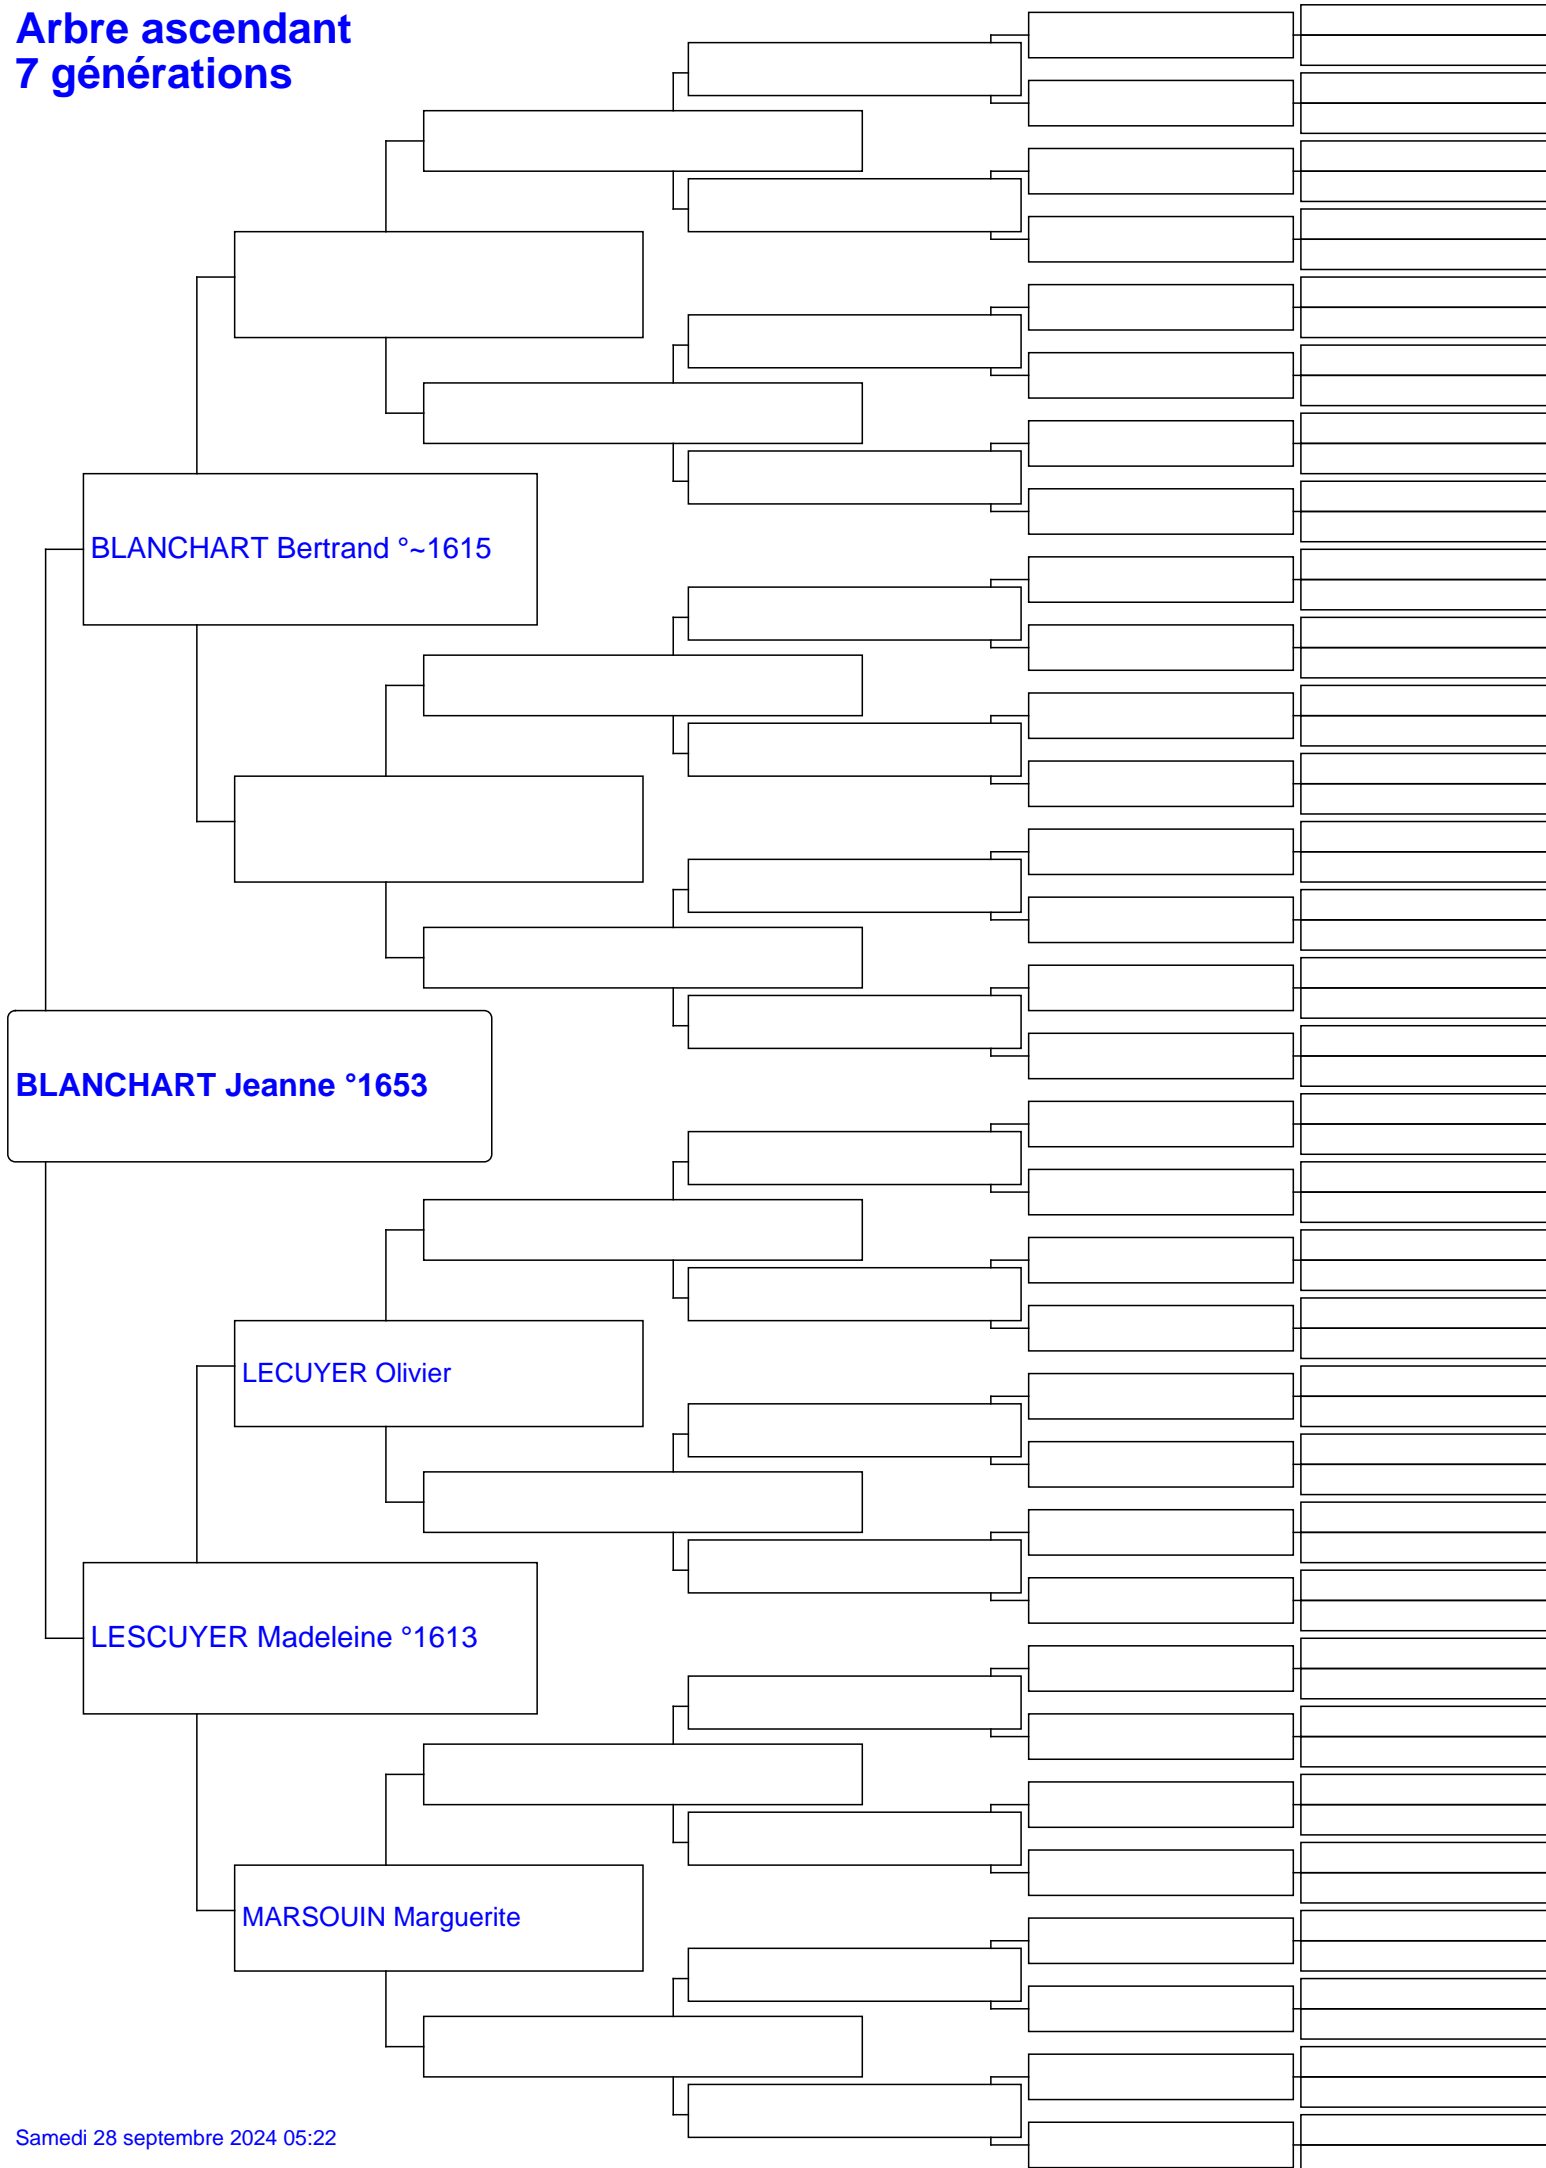 Arbre ascendant
7 générations
BLANCHART Bertrand °~1615
BLANCHART Jeanne °1653
LECUYER Olivier
LESCUYER Madeleine °1613
MARSOUIN Marguerite
Samedi 28 septembre 2024 05:22